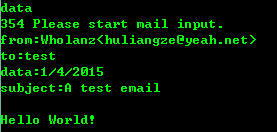 data
354 Please start mail input.
from:Wholanz<huliangze@yeah.net>
to:test
data:1/4/2015
subject:A test email
Hello World!